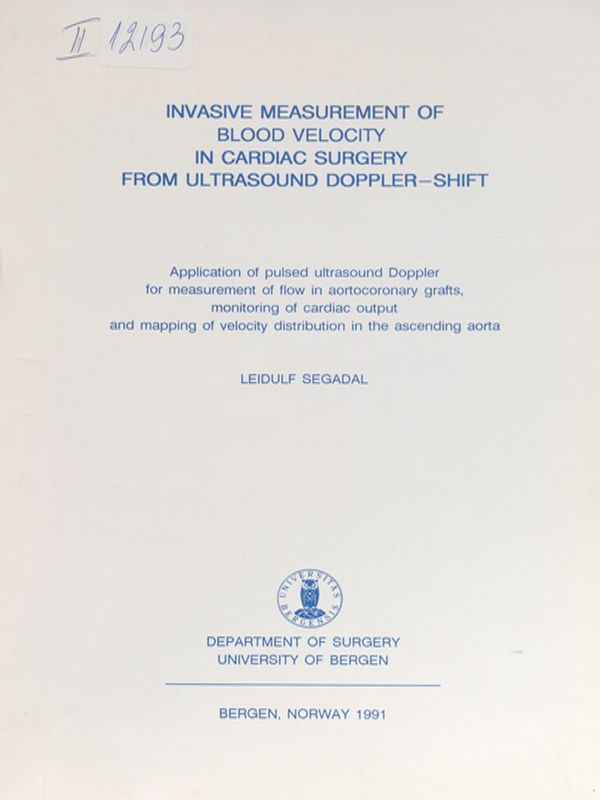 II 12193
INVASIVE MEASUREMENT OF
BLOOD VELOCITY
IN CARDIAC SURGERY
FROM ULTRASOUND DOPPLER—SHIFT
Application of pulsed ultrasound Doppler
for measurement of flow in aortocoronary grafts,
monitoring of cardiac output
and mapping of velocity distribution in the ascending aorta
LEIDULF SEGADAL
UNIVERSITAS
BERGENSIS
DEPARTMENT OF SURGERY
UNIVERSITY OF BERGEN
BERGEN, NORWAY 1991